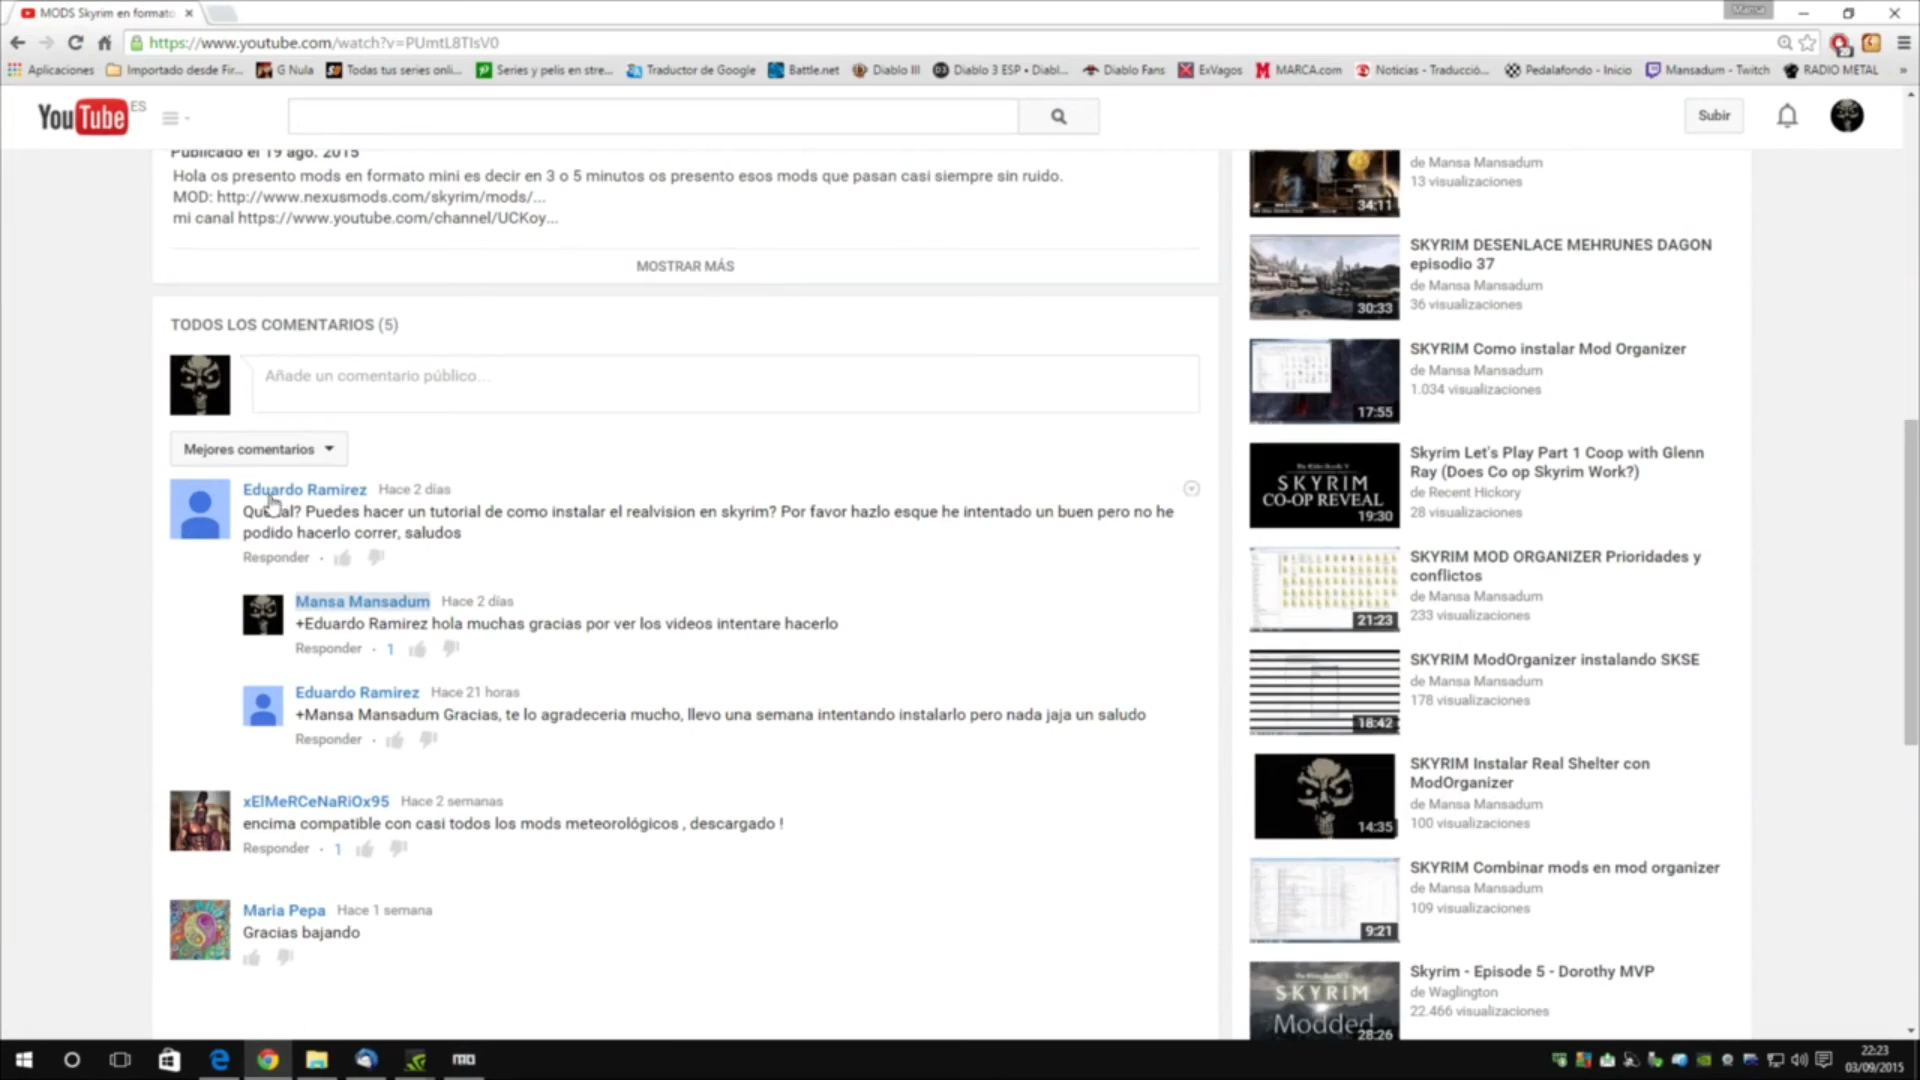 MODS Skyrim en formato
Mansa
https://www.youtube.com/watch?v=PUmtL8TIsV0
Aplicaciones
Importado desde Fir...
G Nula
Todas tus series onli...
Series y pelis en stre...
Traductor de Google
Battle.net
Diablo III
Diablo 3 ESP • Diabl...
Diablo Fans
ExVagos
MARCA.com
Noticias - Traducció...
Pedalafondo - Inicio
Mansadum - Twitch
RADIO METAL
»
YouTube ES
Subir
Publicado el 19 ago. 2015
Hola os presento mods en formato mini es decir en 3 o 5 minutos os presento esos mods que pasan casi siempre sin ruido.
MOD: http://www.nexusmods.com/skyrim/mods/...
mi canal https://www.youtube.com/channel/UCKoy...
MOSTRAR MÁS
TODOS LOS COMENTARIOS (5)
Añade un comentario público...
Mejores comentarios
Eduardo Ramirez Hace 2 días
al? Puedes hacer un tutorial de como instalar el realvision en skyrim? Por favor hazlo esque he intentado un buen pero no he
podido hacerlo correr, saludos
Responder ·
Mansa Mansadum Hace 2 días
+Eduardo Ramirez hola muchas gracias por ver los videos intentare hacerlo
Responder · 1
Eduardo Ramirez Hace 21 horas
+Mansa Mansadum Gracias, te lo agradeceria mucho, llevo una semana intentando instalarlo pero nada jaja un saludo
Responder ·
xElMeRCeNaRiOx95 Hace 2 semanas
encima compatible con casi todos los mods meteorológicos , descargado !
Responder · 1
Maria Pepa Hace 1 semana
Gracias bajando
de Mansa Mansadum
13 visualizaciones
34:11
SKYRIM DESENLACE MEHRUNES DAGON
episodio 37
de Mansa Mansadum
36 visualizaciones
30:33
SKYRIM Como instalar Mod Organizer
de Mansa Mansadum
1.034 visualizaciones
17:55
Skyrim Let's Play Part 1 Coop with Glenn
Ray (Does Co op Skyrim Work?)
de Recent Hickory
28 visualizaciones
The Elder Scrolls V
SKYRIM
CO-OP REVEAL
19:30
SKYRIM MOD ORGANIZER Prioridades y
conflictos
de Mansa Mansadum
233 visualizaciones
21:23
SKYRIM ModOrganizer instalando SKSE
de Mansa Mansadum
178 visualizaciones
18:42
SKYRIM Instalar Real Shelter con
ModOrganizer
de Mansa Mansadum
100 visualizaciones
14:35
SKYRIM Combinar mods en mod organizer
de Mansa Mansadum
109 visualizaciones
9:21
Skyrim - Episode 5 - Dorothy MVP
de Waglington
22.466 visualizaciones
SKYRIM
Modded
28:26
MO
22:23
03/09/2015